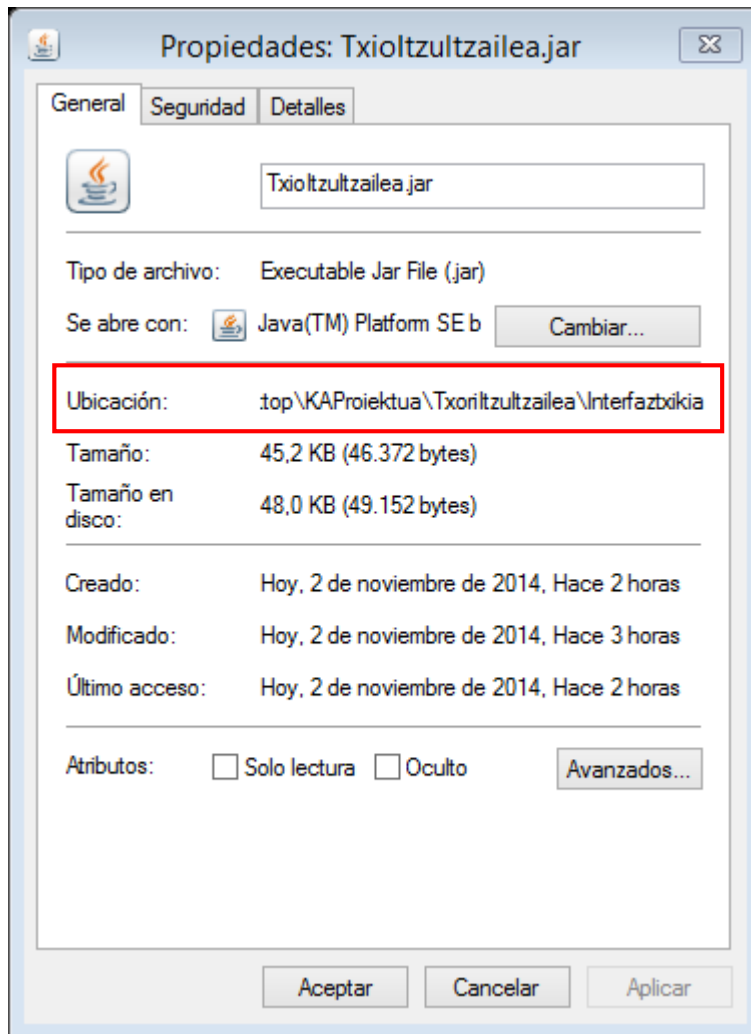 Propiedades: TxioItzultzailea.jar
General Seguridad Detalles
TxioItzultzailea.jar
Tipo de archivo: Executable Jar File (.jar)
Se abre con: Java(TM) Platform SE b Cambiar...
Ubicación: :top\KAProiektua\TxoriItzultzailea\Interfaztxikia
Tamaño: 45,2 KB (46.372 bytes)
Tamaño en
disco: 48,0 KB (49.152 bytes)
Creado: Hoy, 2 de noviembre de 2014, Hace 2 horas
Modificado: Hoy, 2 de noviembre de 2014, Hace 3 horas
Último acceso: Hoy, 2 de noviembre de 2014, Hace 2 horas
Atributos: Solo lectura Oculto Avanzados...
Aceptar Cancelar Aplicar